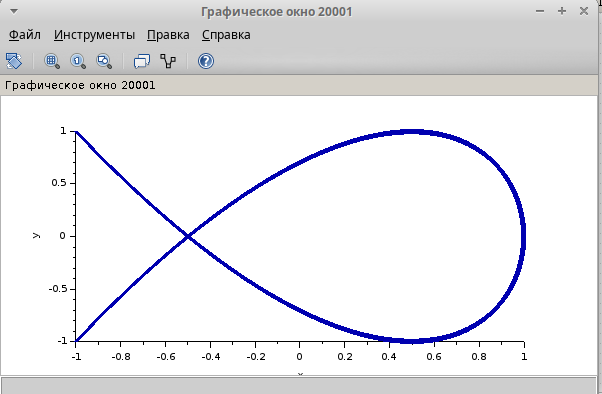 Графическое окно 20001
Файл Инструменты Правка Справка
Графическое окно 20001
1
0.5
0
-0.5
-1
y
-1 -0.8 -0.6 -0.4 -0.2 0 0.2 0.4 0.6 0.8 1